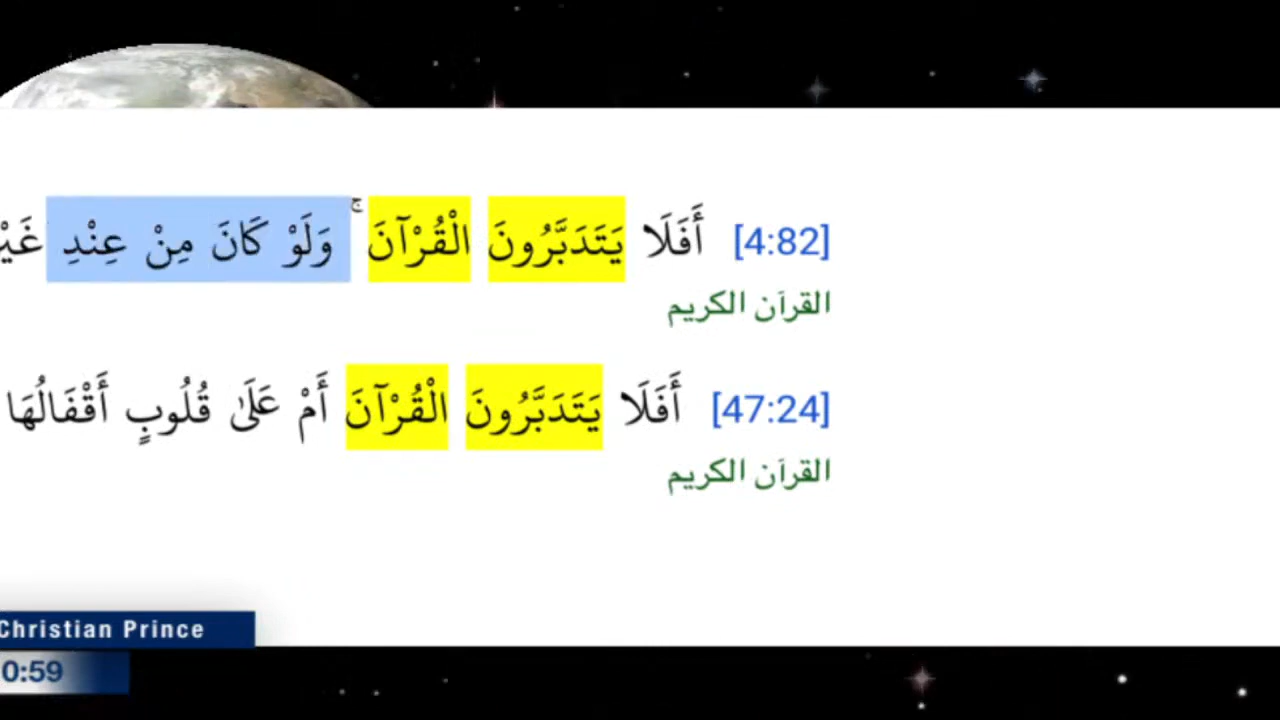 [4:82] أَفَلَا يَتَدَبَّرُونَ الْقُرْآنَ ۚ وَلَوْ كَانَ مِنْ عِنْدِ
القرآن الكريم
[47:24] أَفَلَا يَتَدَبَّرُونَ الْقُرْآنَ أَمْ عَلَىٰ قُلُوبٍ أَقْفَالُهَا
القرآن الكريم
Christian Prince
0:59